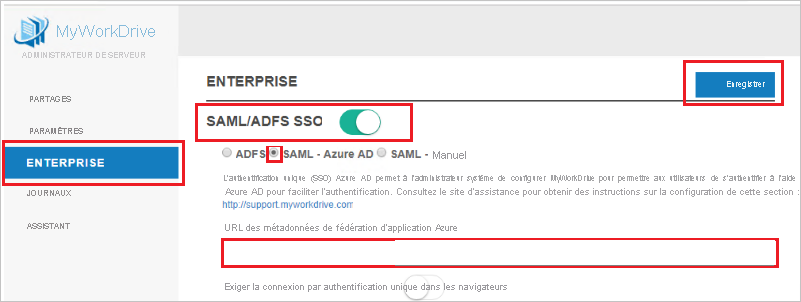 MyWorkDrive
ADMINISTRATEUR DE SERVEUR
PARTAGES
PARAMÈTRES
ENTERPRISE
JOURNAUX
ASSISTANT
ENTERPRISE
Enregistrer
SAML/ADFS SSO
ADFS SAML - Azure AD SAML - Manuel
L'authentification unique (SSO) Azure AD permet à l'administrateur système de configurer MyWorkDrive pour permettre aux utilisateurs de s'authentifier à l'aide
Azure AD pour faciliter l'authentification. Consultez le site d'assistance pour obtenir des instructions sur la configuration de cette section :
http://support.myworkdrive.com
URL des métadonnées de fédération d'application Azure
Exiger la connexion par authentification unique dans les navigateurs